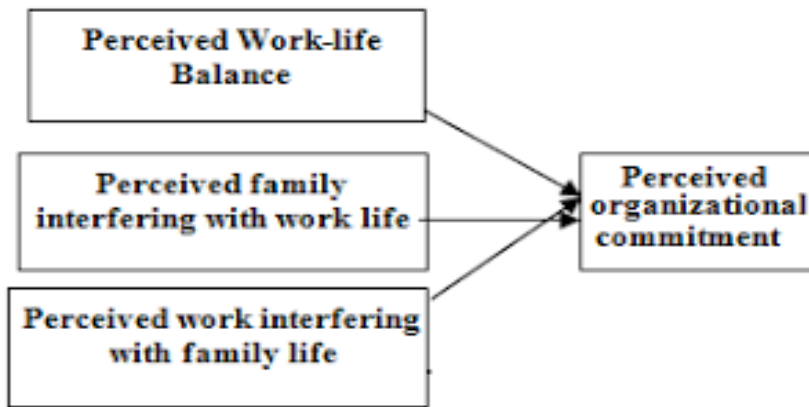 Perceived Work-life
Balance
Perceived family
interfering with work life
Perceived work interfering
with family life
Perceived
organizational
commitment